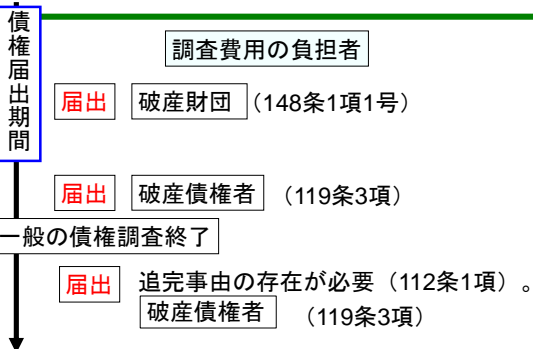 債権届出期間
調査費用の負担者
届出 破産財団 （148条1項1号）
届出 破産債権者 （119条3項）
一般の債権調査終了
届出 追完事由の存在が必要（112条1項）。
破産債権者 （119条3項）